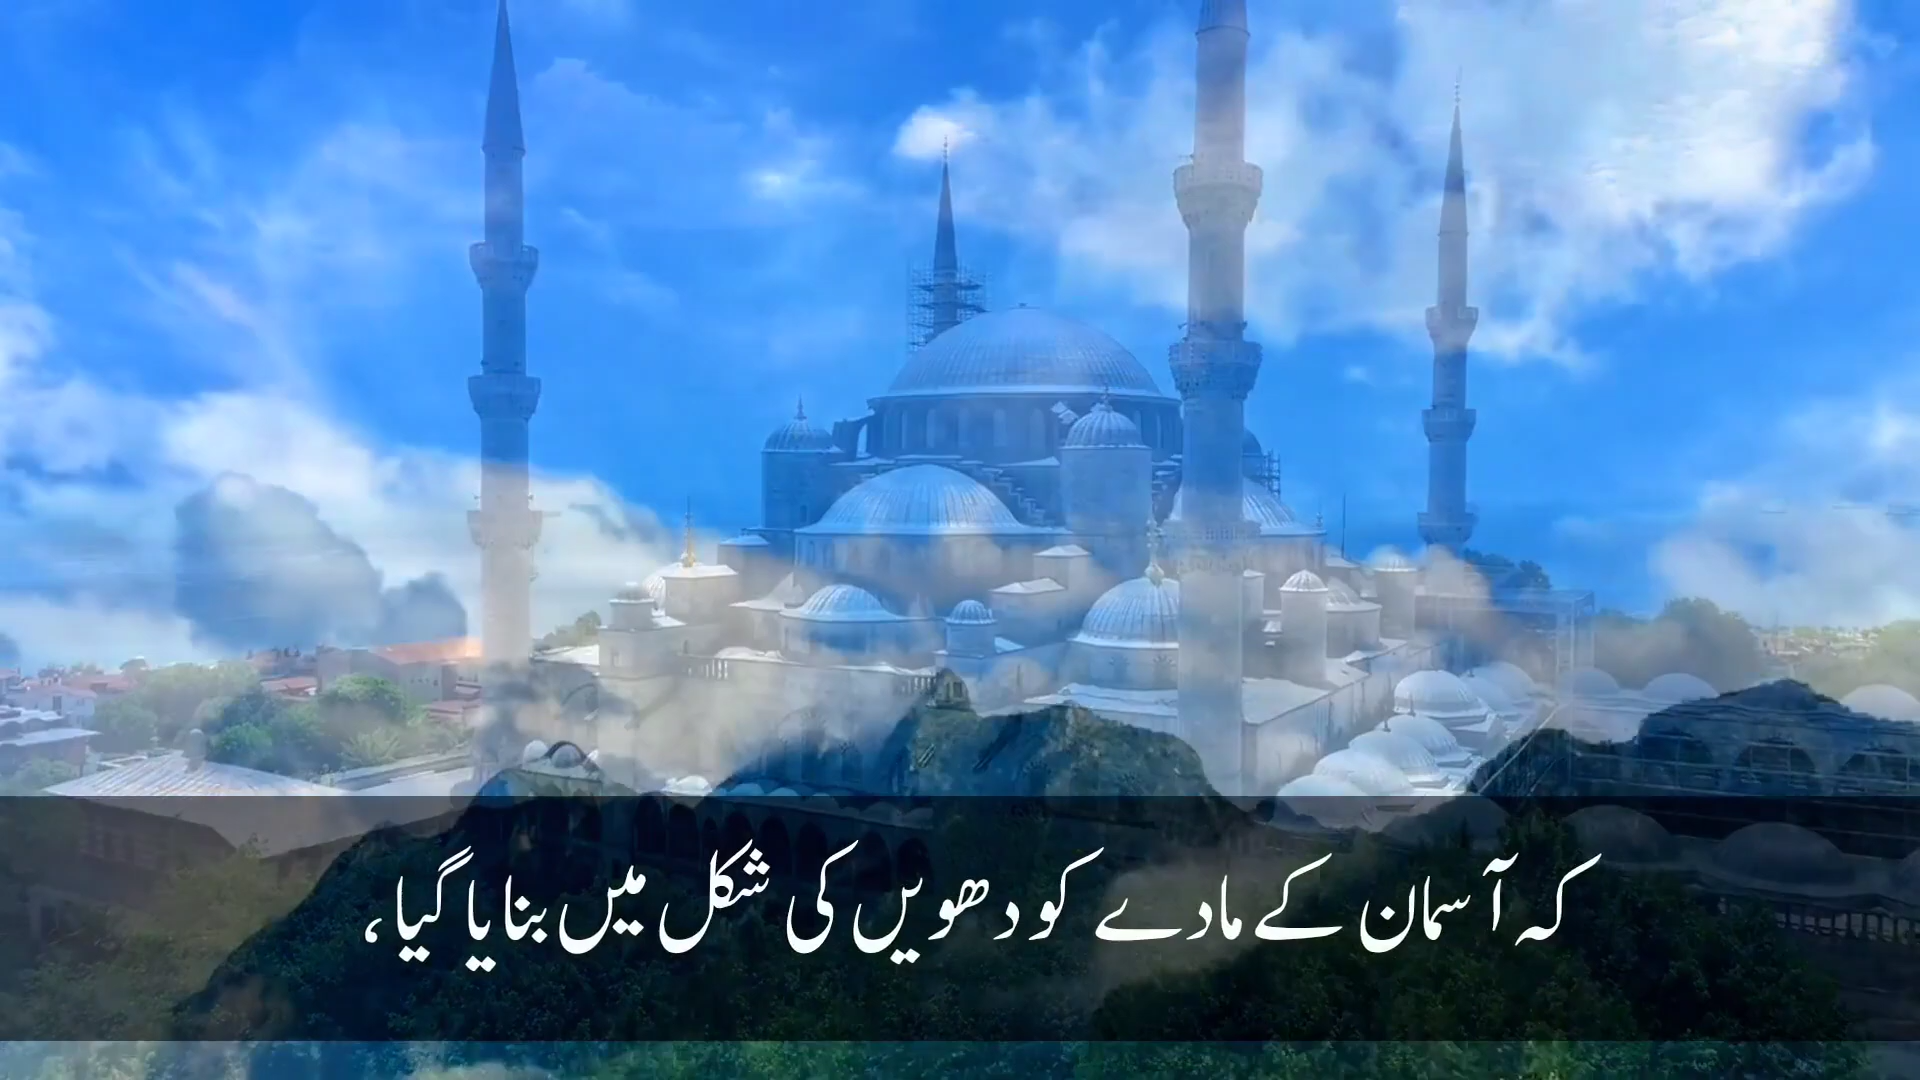 کہ آسمان کے مادے کو دھویں کی شکل میں بنایا گیا،